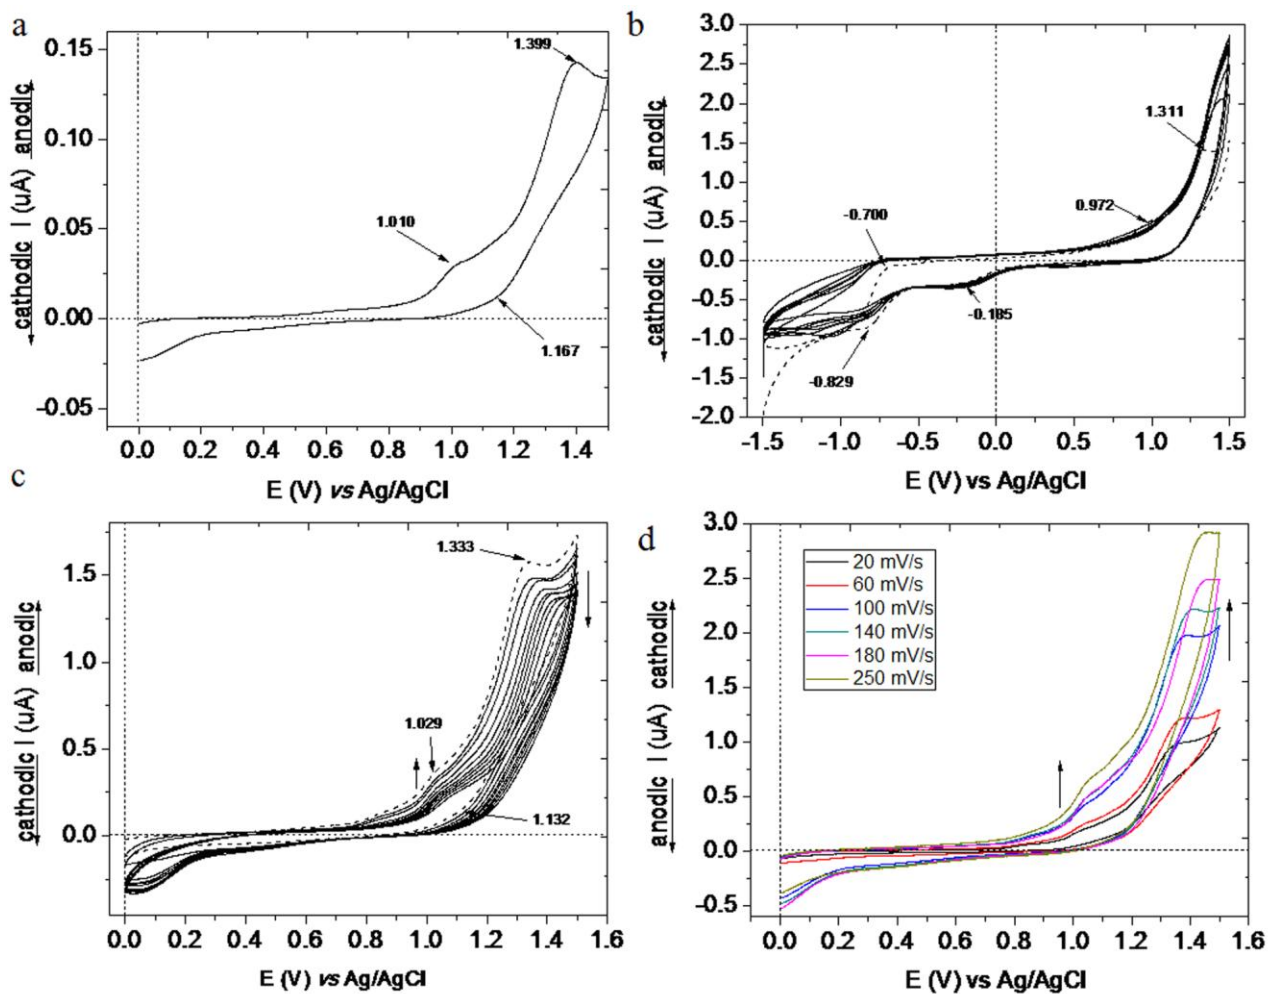 a
cathodic I (uA) anodic
0.15
0.10
0.05
0.00
-0.05
1.399
1.010
1.167
0.0 0.2 0.4 0.6 0.8 1.0 1.2 1.4
E (V) vs Ag/AgCl
b
cathodic I (uA) anodic
3.0
2.5
2.0
1.5
1.0
0.5
0.0
-0.5
-1.0
-1.5
-2.0
1.311
0.972
-0.700
-0.185
-0.829
-1.5 -1.0 -0.5 0.0 0.5 1.0 1.5
E (V) vs Ag/AgCl
c
cathodic I (uA) anodic
1.5
1.0
0.5
0.0
1.333
1.029
1.132
0.0 0.2 0.4 0.6 0.8 1.0 1.2 1.4 1.6
E (V) vs Ag/AgCl
d
anodic I (uA) cathodic
3.0
2.5
2.0
1.5
1.0
0.5
0.0
-0.5
20 mV/s
60 mV/s
100 mV/s
140 mV/s
180 mV/s
250 mV/s
0.0 0.2 0.4 0.6 0.8 1.0 1.2 1.4 1.6
E (V) vs Ag/AgCl